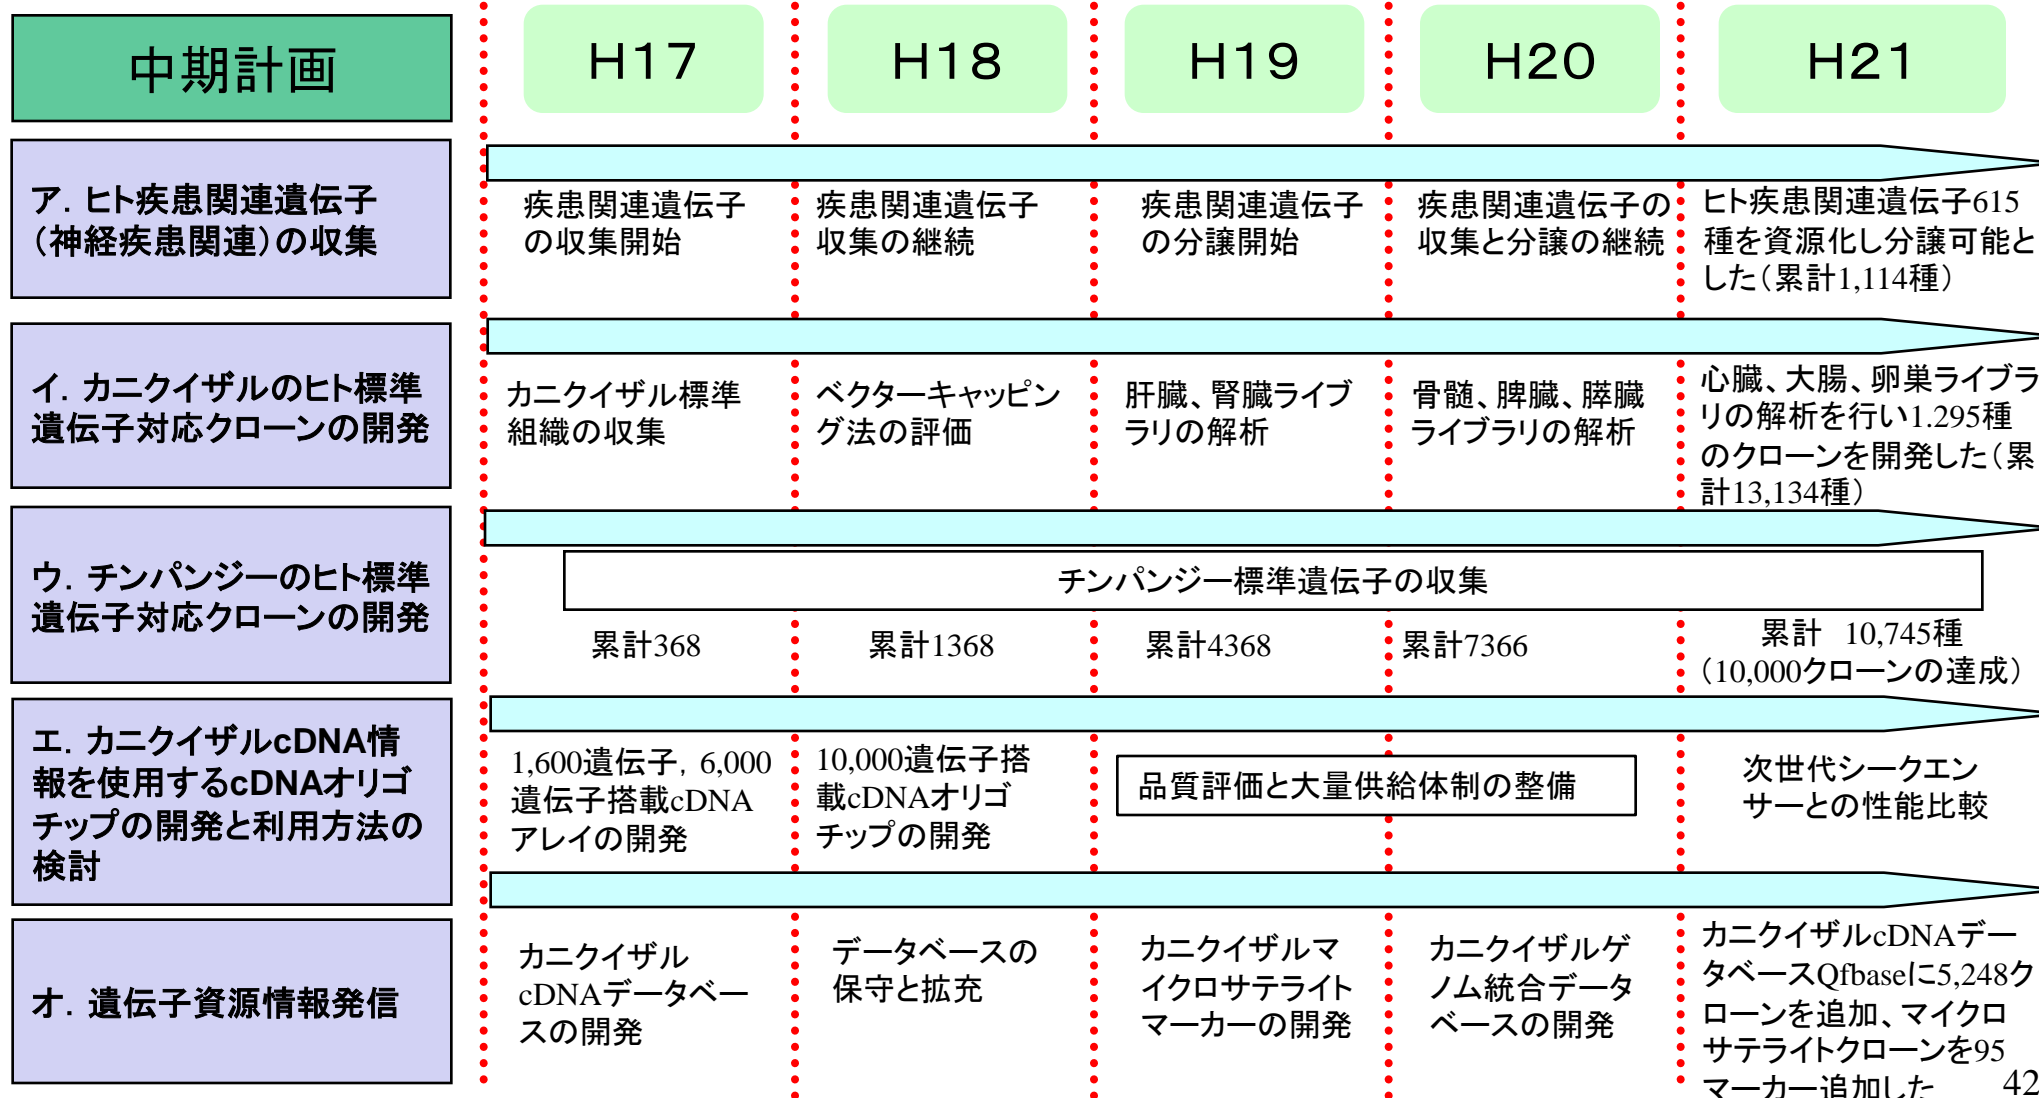 中期計画
H17
H18
H19
H20
H21
ア．ヒト疾患関連遺伝子
（神経疾患関連）の収集
疾患関連遺伝子
の収集開始
疾患関連遺伝子
収集の継続
疾患関連遺伝子
の分譲開始
疾患関連遺伝子の
収集と分譲の継続
ヒト疾患関連遺伝子615
種を資源化し分譲可能と
した（累計1,114種）
イ．カニクイザルのヒト標準
遺伝子対応クローンの開発
カニクイザル標準
組織の収集
ベクターキャッピン
グ法の評価
肝臓、腎臓ライブ
ラリの解析
骨髄、脾臓、膵臓
ライブラリの解析
心臓、大腸、卵巣ライブラ
リの解析を行い1.295種
のクローンを開発した（累
計13,134種）
ウ．チンパンジーのヒト標準
遺伝子対応クローンの開発
チンパンジー標準遺伝子の収集
累計368
累計1368
累計4368
累計7366
累計 10,745種
（10,000クローンの達成）
エ．カニクイザルcDNA情
報を使用するcDNAオリゴ
チップの開発と利用方法の
検討
1,600遺伝子，6,000
遺伝子搭載cDNA
アレイの開発
10,000遺伝子搭
載cDNAオリゴ
チップの開発
品質評価と大量供給体制の整備
次世代シークエン
サーとの性能比較
オ．遺伝子資源情報発信
カニクイザル
cDNAデータベー
スの開発
データベースの
保守と拡充
カニクイザルマ
イクロサテライト
マーカーの開発
カニクイザルゲ
ノム統合データ
ベースの開発
カニクイザルcDNAデー
タベースQfbaseに5,248ク
ローンを追加、マイクロ
サテライトクローンを95
マーカー追加した
42